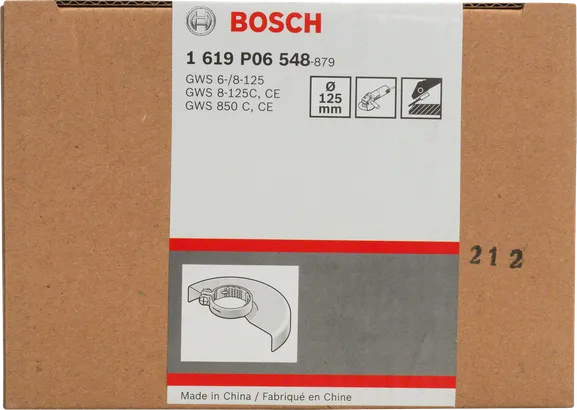 BOSCH
1 619 P06 548-879
GWS 6-/8-125
GWS 8-125C, CE
GWS 850 C, CE
Ø
125
mm
212
Made in China / Fabriqué en Chine